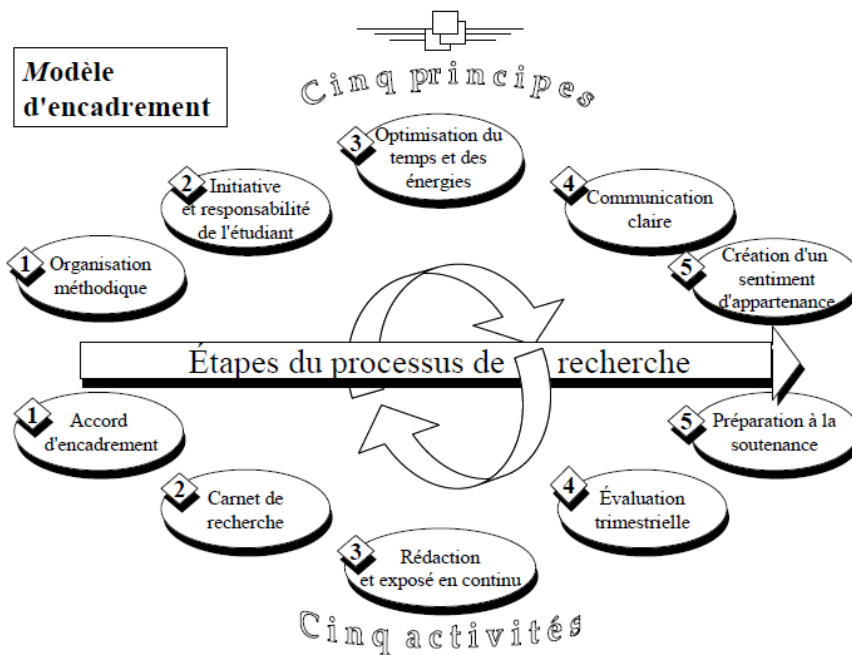 Modèle
d'encadrement
Cinq principes
1
Organisation
méthodique
2
Initiative
et responsabilité
de l'étudiant
3
Optimisation du
temps et des
énergies
4
Communication
claire
5
Création d'un
sentiment
d'appartenance
Étapes du processus de recherche
1
Accord
d'encadrement
2
Carnet de
recherche
3
Rédaction
et exposé en continu
4
Évaluation
trimestrielle
5
Préparation à la
soutenance
Cinq activités